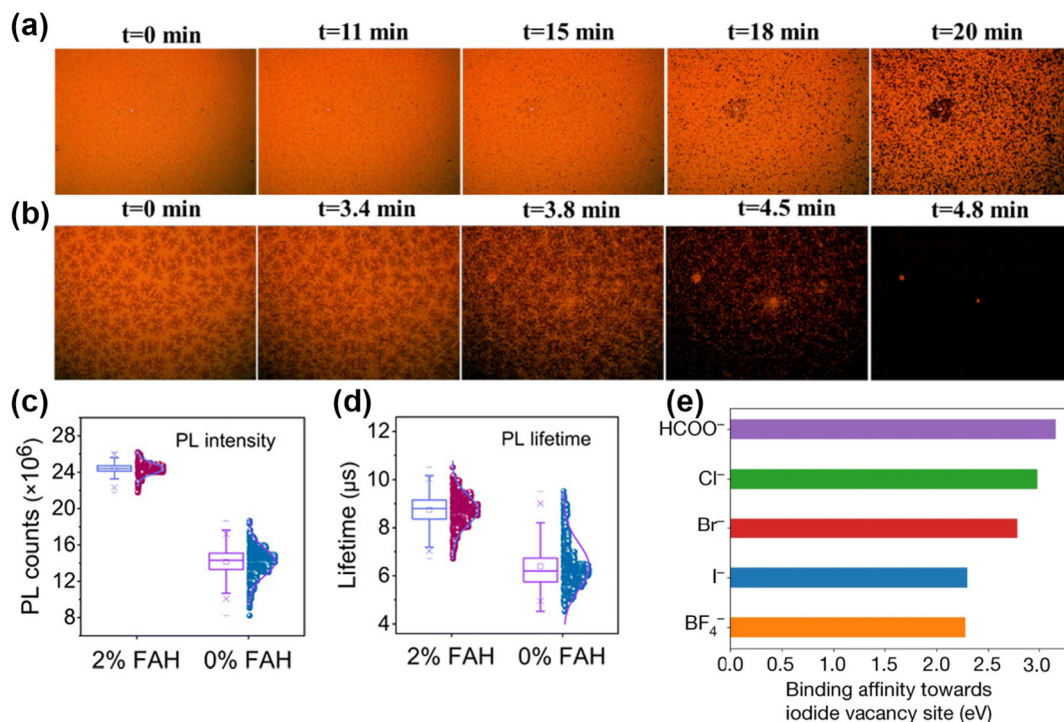 (a)
t=0 min t=11 min t=15 min t=18 min t=20 min
(b)
t=0 min t=3.4 min t=3.8 min t=4.5 min t=4.8 min
(c)
PL intensity
28
24
20
16
12
8
PL counts (×10⁶)
2% FAH 0% FAH
(d)
PL lifetime
12
10
8
6
4
Lifetime (µs)
2% FAH 0% FAH
(e)
HCOO⁻
Cl⁻
Br⁻
I⁻
BF₄⁻
0.0 0.5 1.0 1.5 2.0 2.5 3.0
Binding affinity towards
iodide vacancy site (eV)